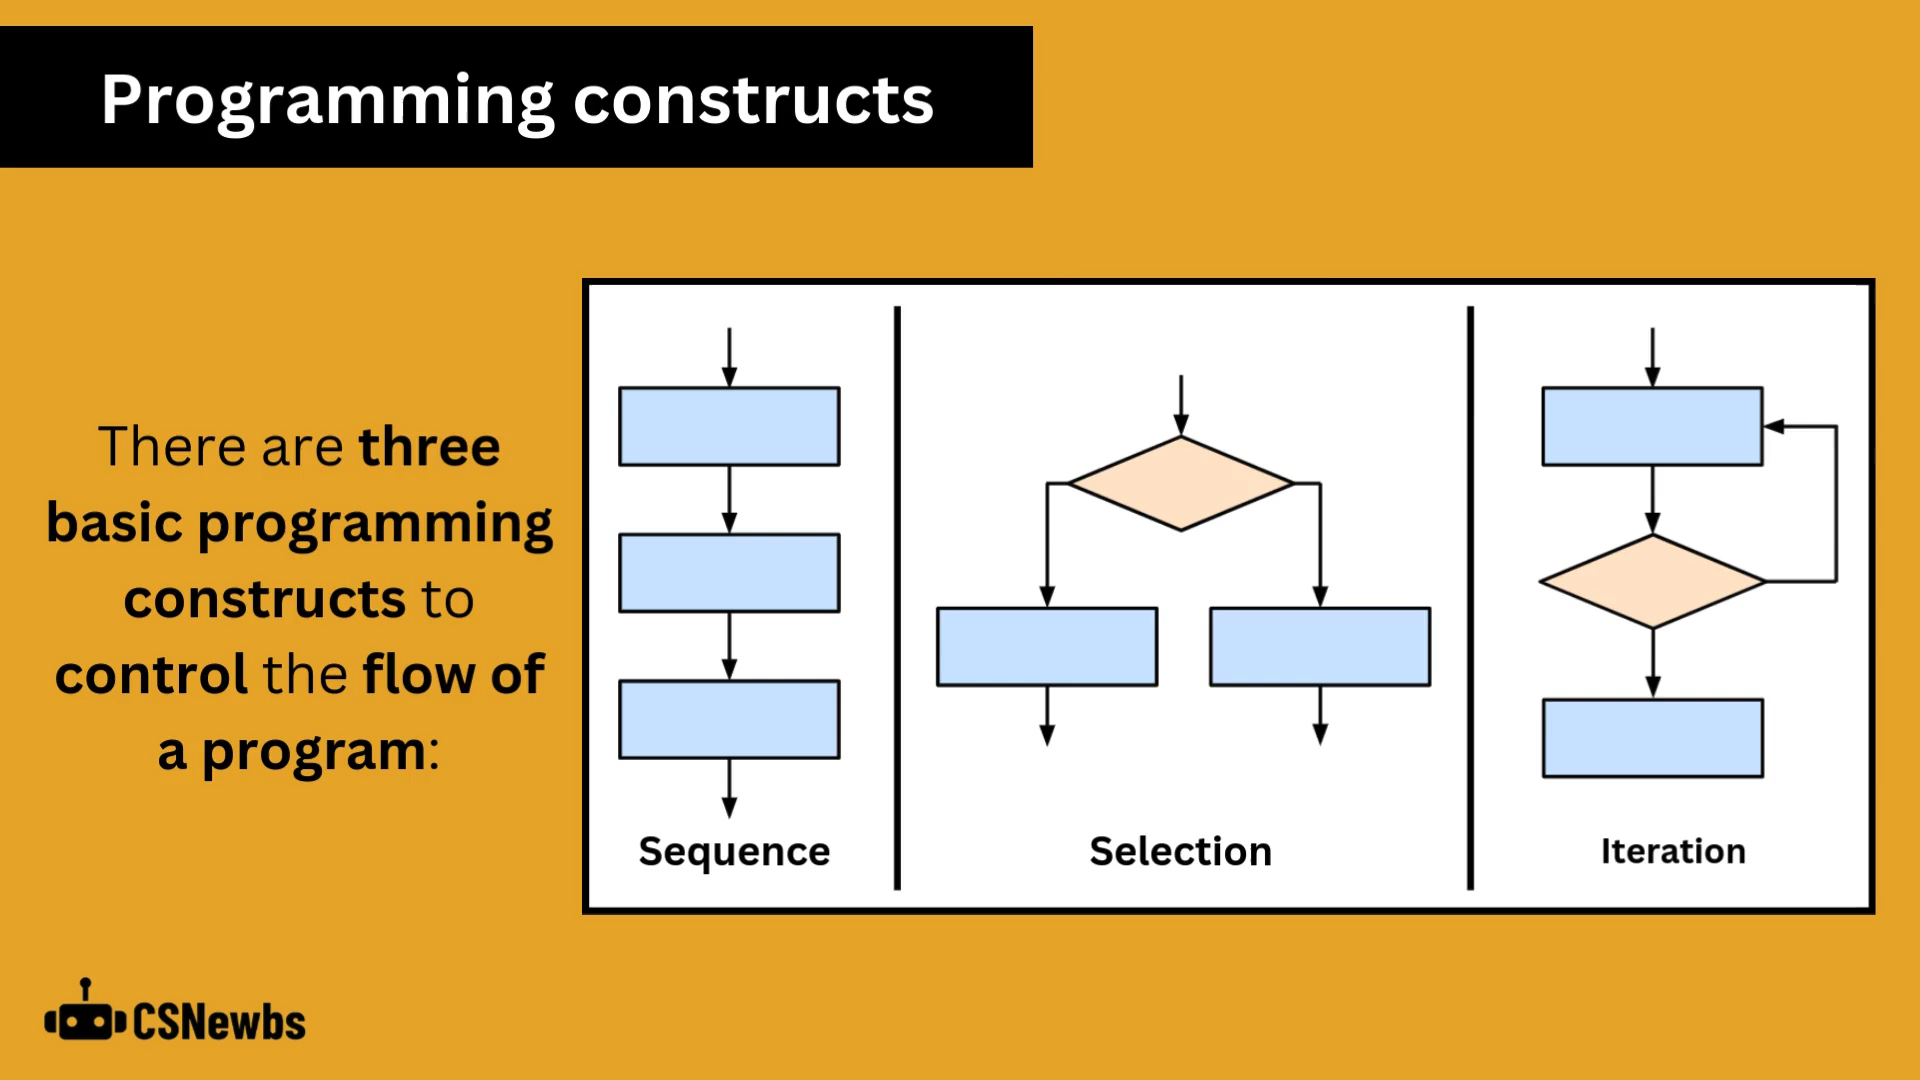 Programming constructs
There are three
basic programming
constructs to
control the flow of
a program:
Sequence
Selection
Iteration
CSNewbs